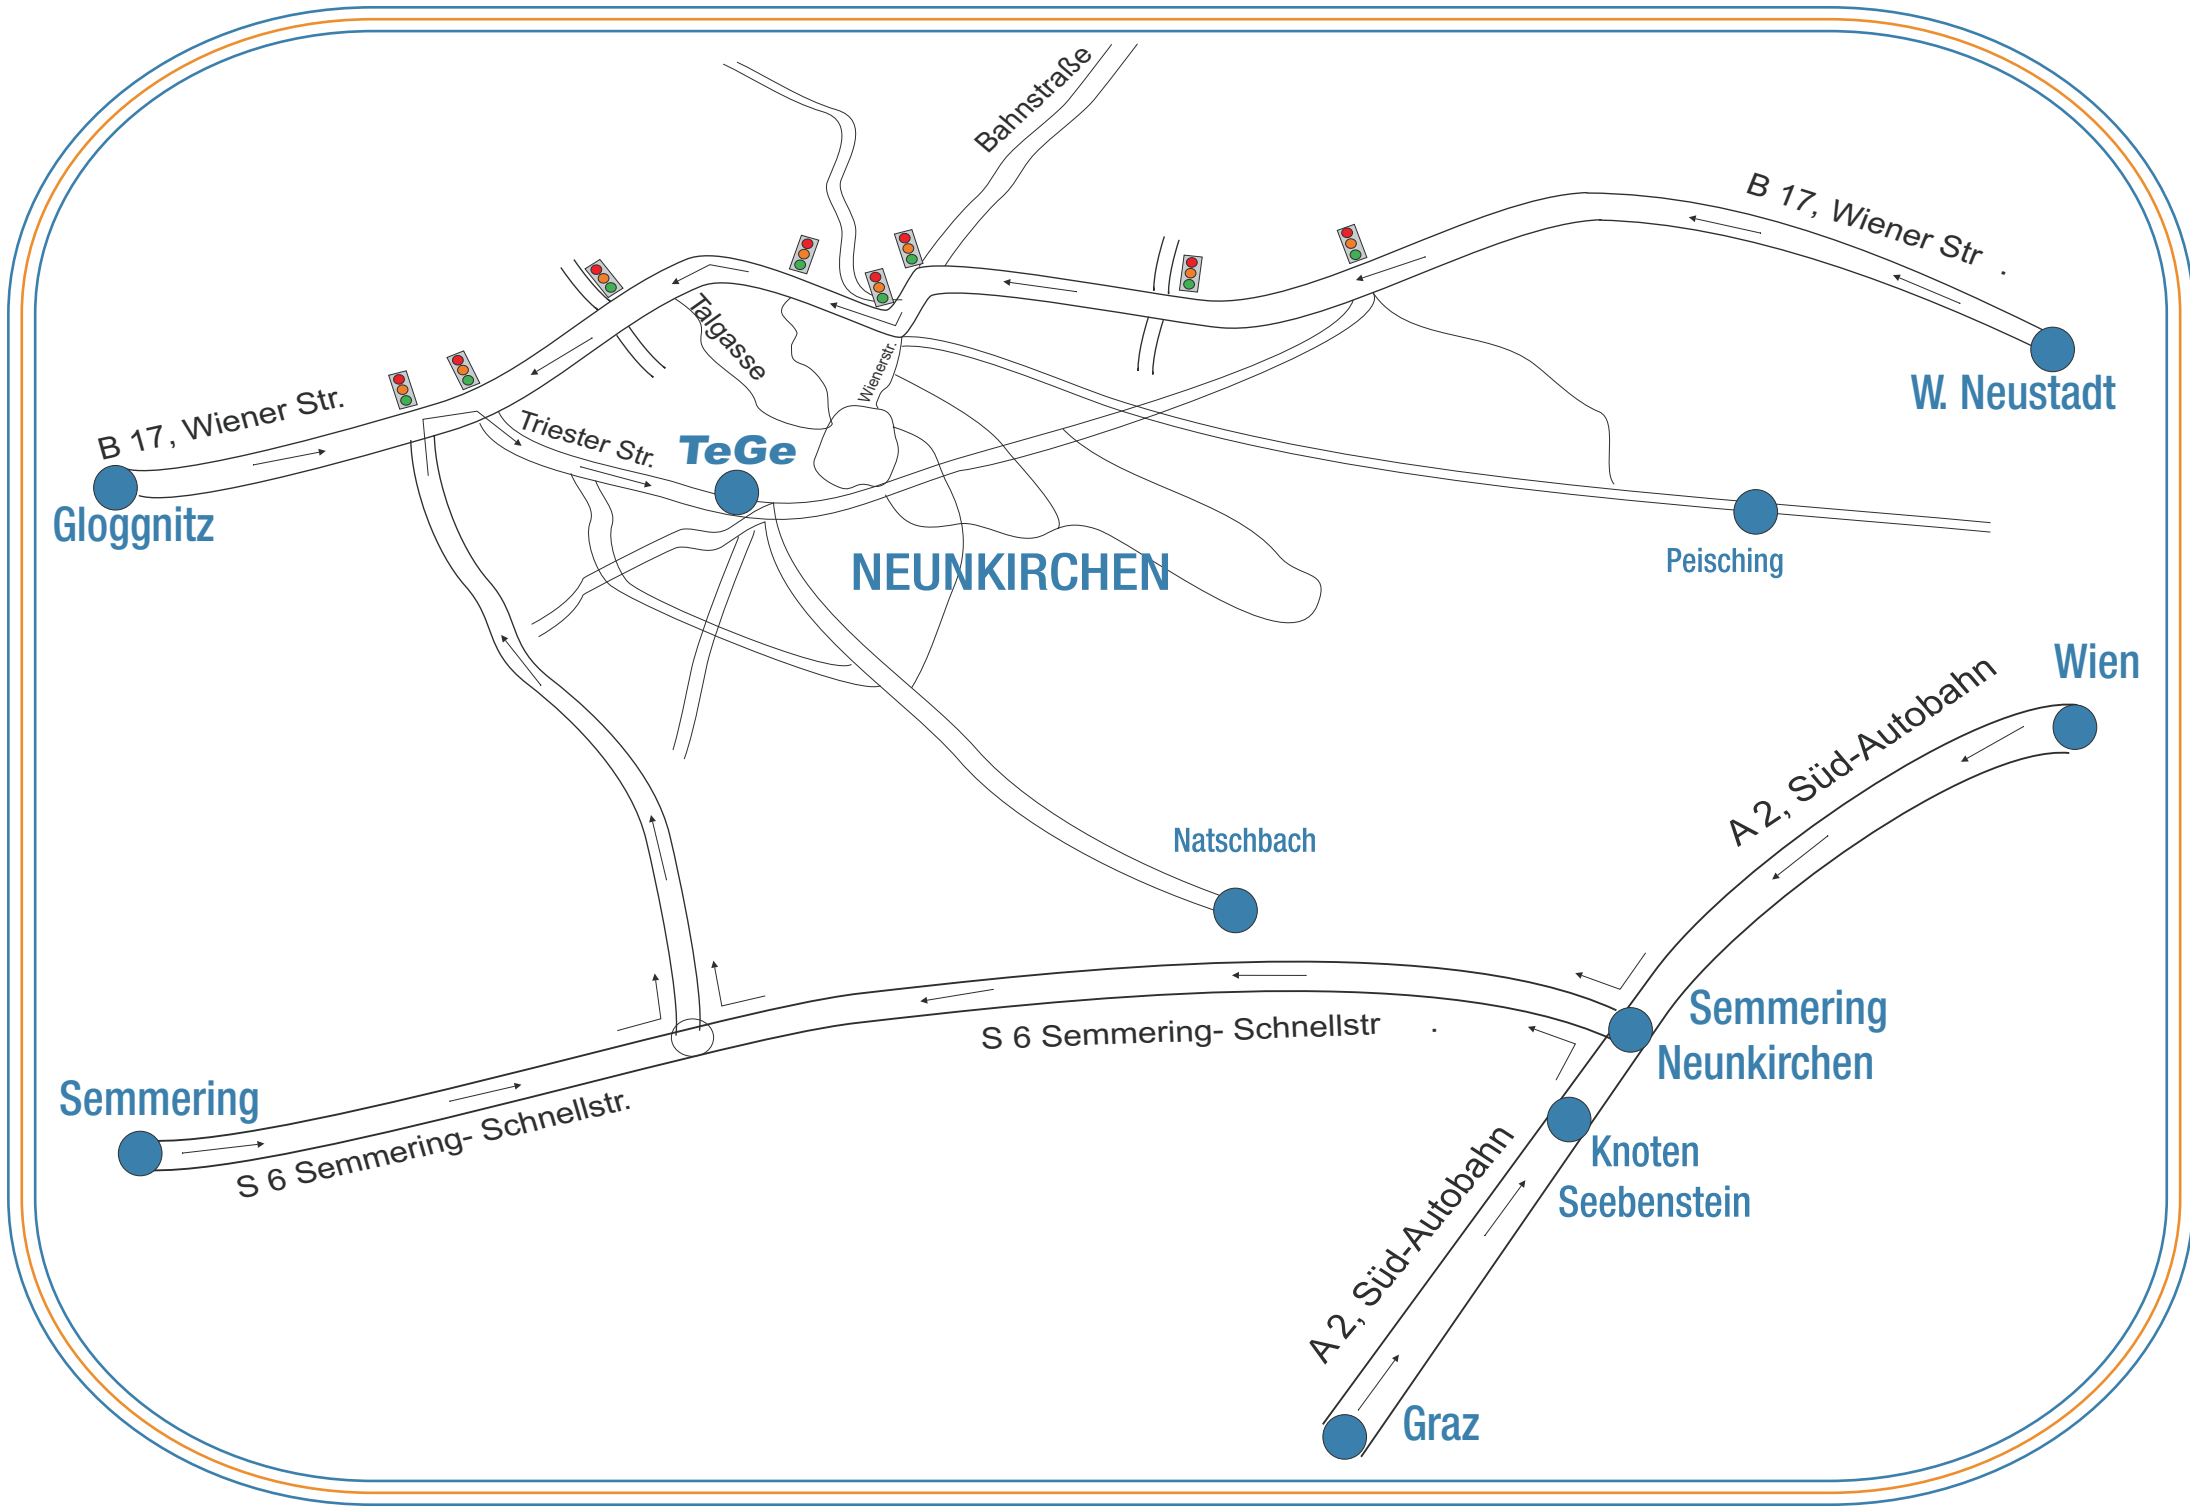 Bahnstraße
B 17, Wiener Str .
W. Neustadt
Talgasse
Wienerstr.
B 17, Wiener Str.
Triester Str.
TeGe
Gloggnitz
NEUNKIRCHEN
Peisching
Wien
A 2, Süd-Autobahn
Natschbach
Semmering
Neunkirchen
S 6 Semmering- Schnellstr .
Semmering
S 6 Semmering- Schnellstr.
Knoten
Seebenstein
A 2, Süd-Autobahn
Graz